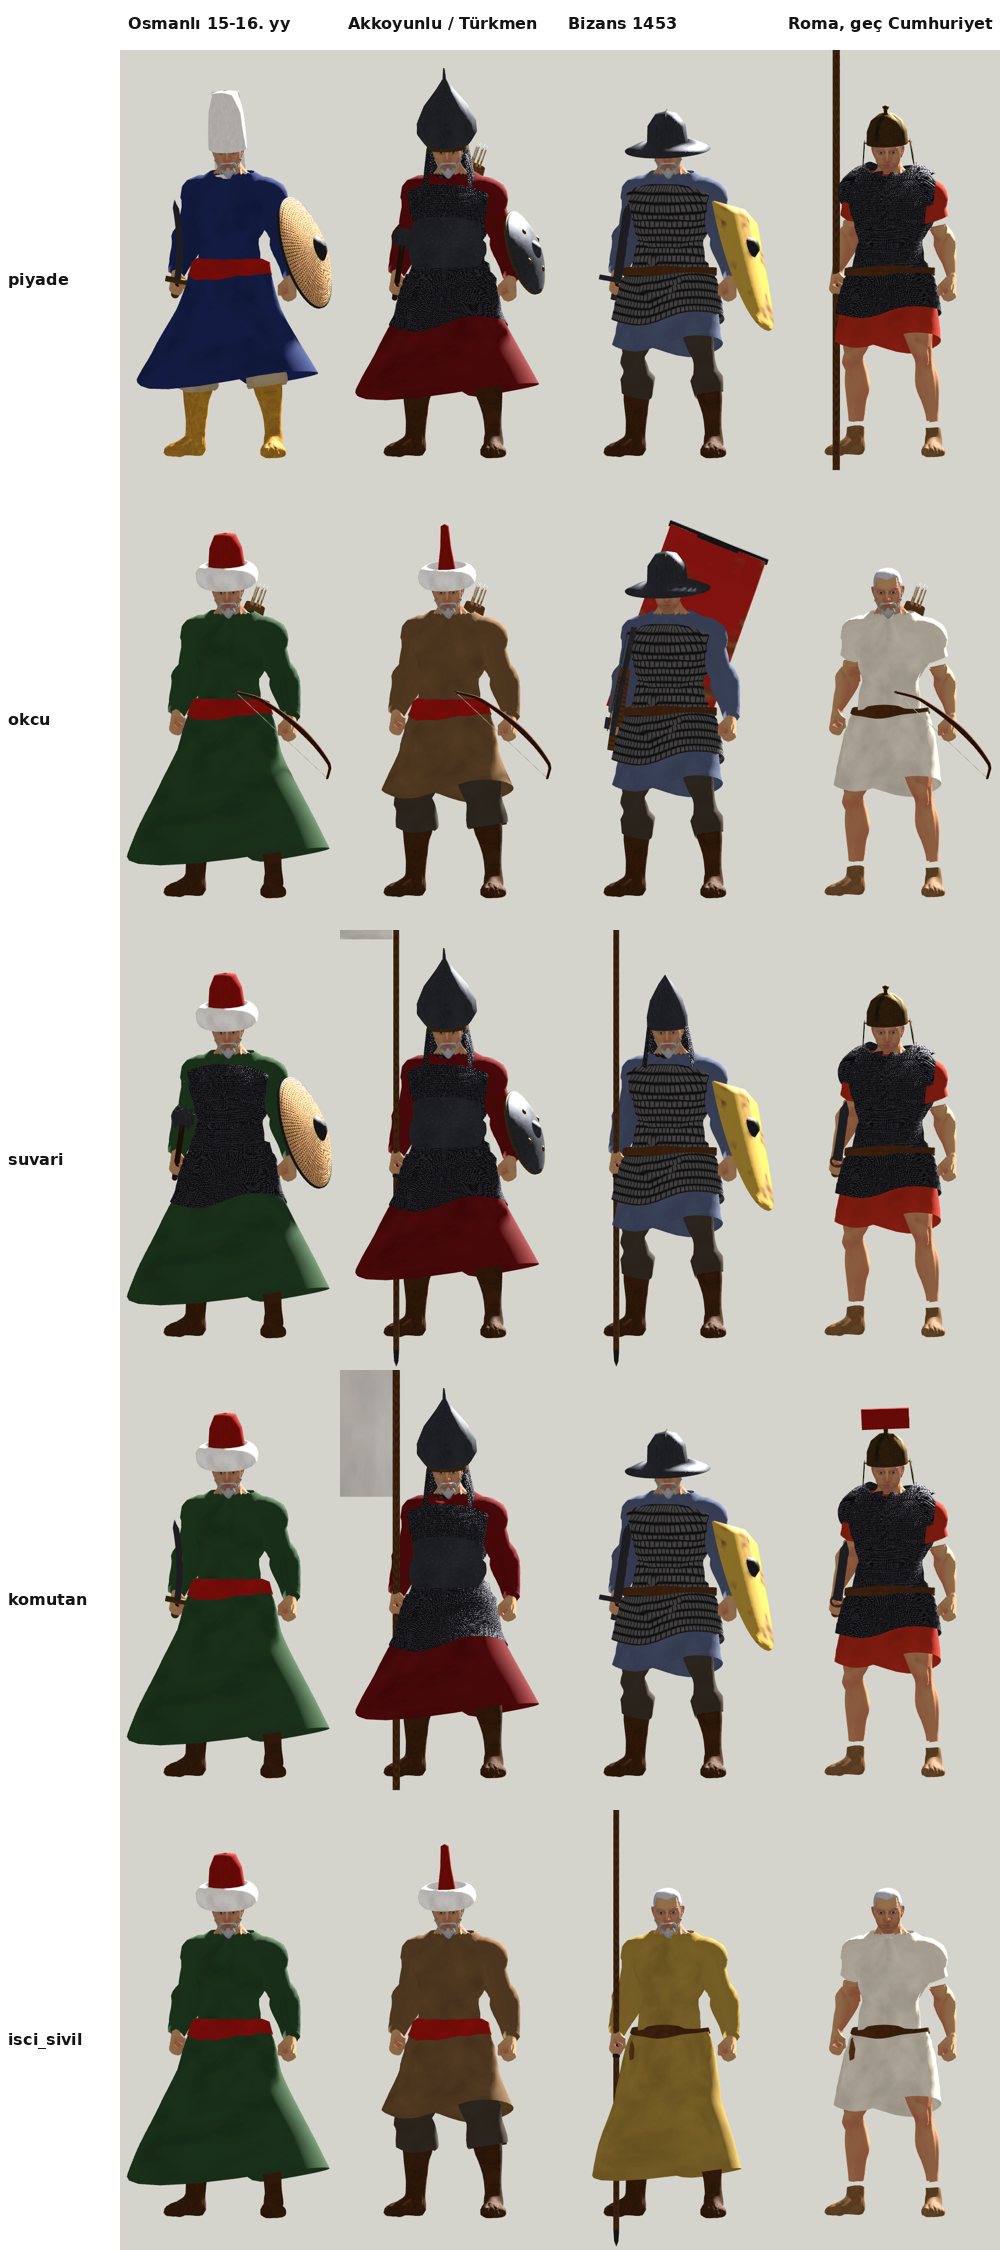 Osmanlı 15-16. yy
Akkoyunlu / Türkmen
Bizans 1453
Roma, geç Cumhuriyet
piyade
okcu
suvari
komutan
isci_sivil